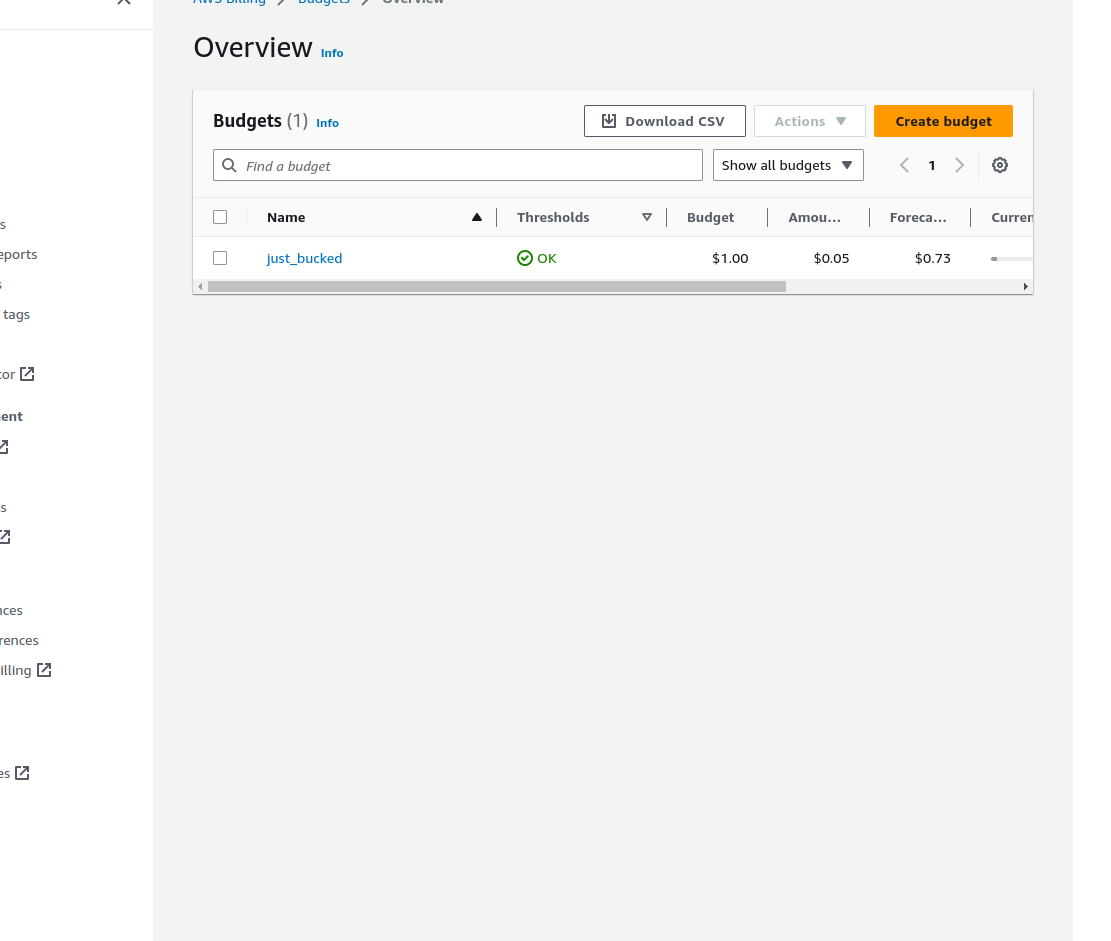 AWS Billing Budgets Overview
Overview Info
Budgets (1) Info
Download CSV
Actions
Create budget
Find a budget
Show all budgets
1
Name Thresholds Budget Amou... Foreca... Curren
just_bucked OK $1.00 $0.05 $0.73
s
eports
s
tags
tor
ent
s
nces
rences
illing
es